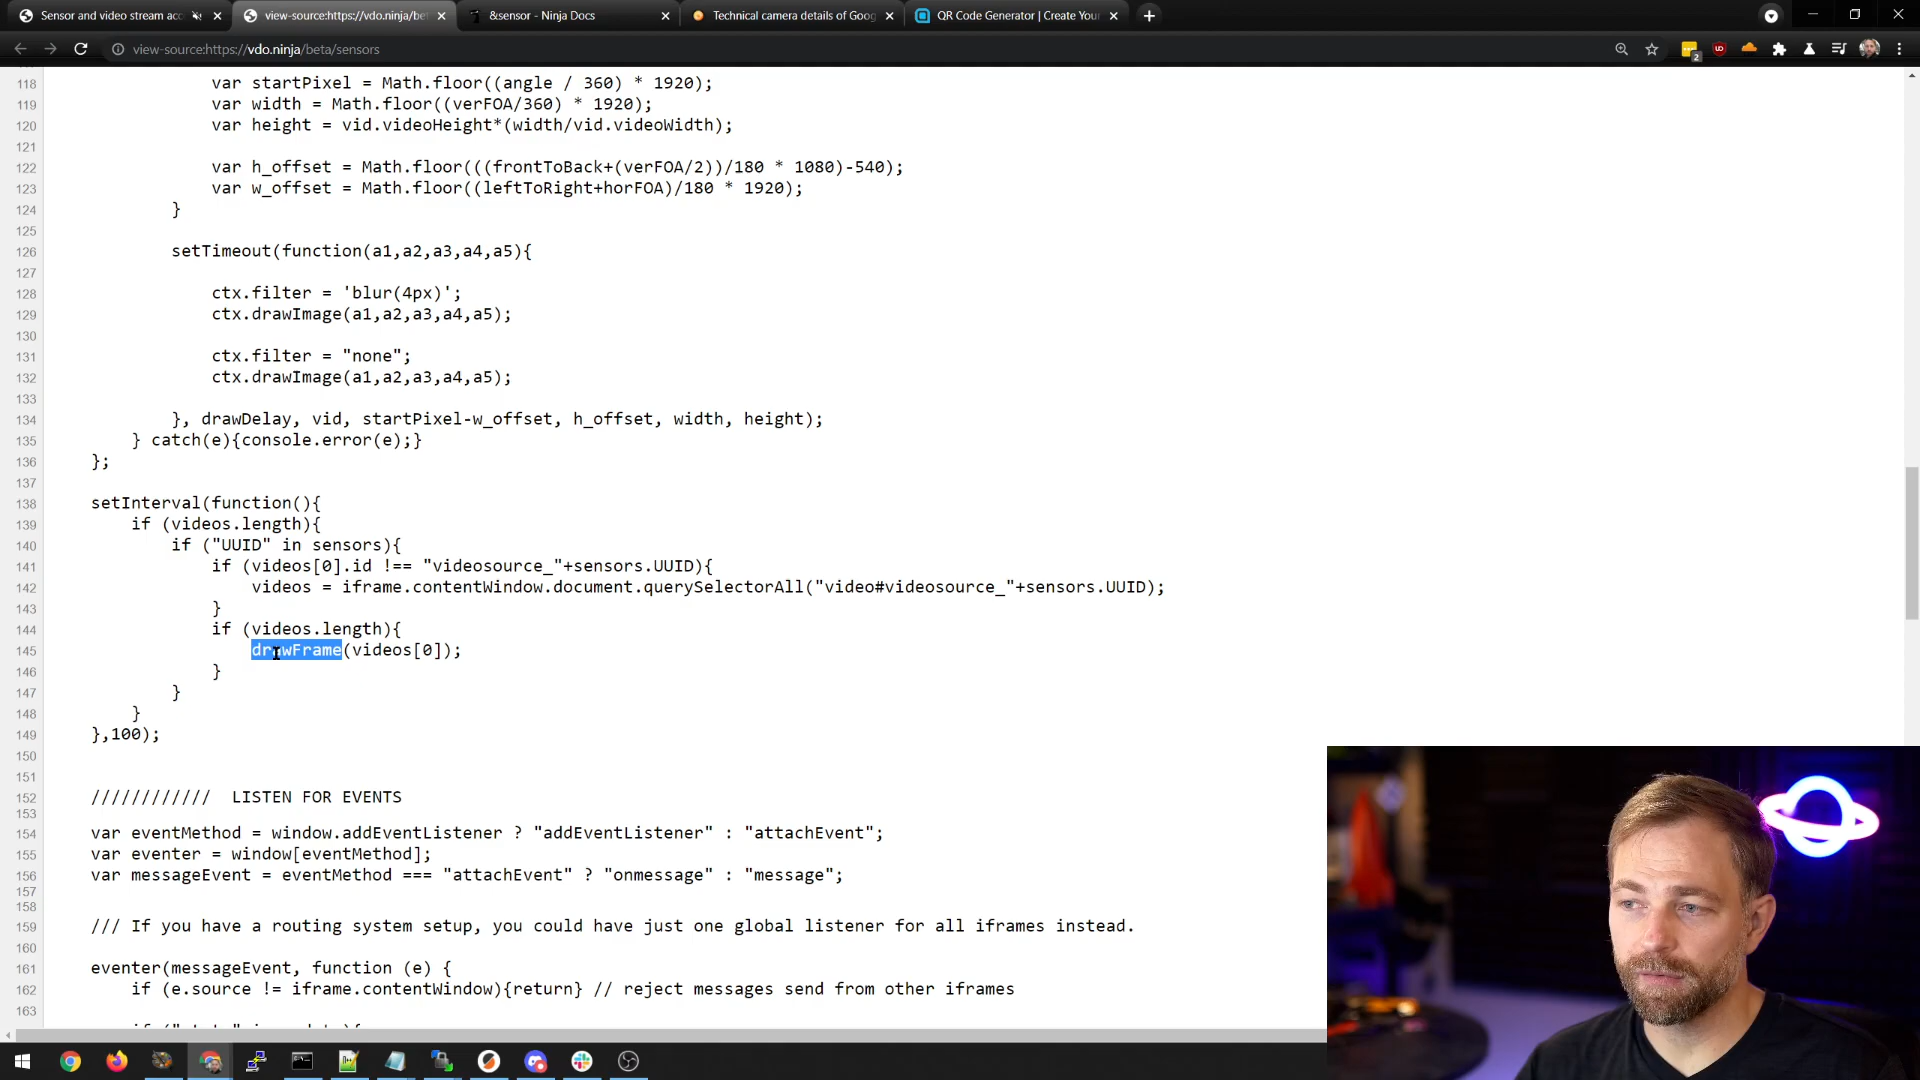 Sensor and video stream acc
view-source:https://vdo.ninja/be
&sensor - Ninja Docs
Technical camera details of Goog
QR Code Generator | Create You
view-source:https://vdo.ninja/beta/sensors
118 var startPixel = Math.floor((angle / 360) * 1920);
119 var width = Math.floor((verFOA/360) * 1920);
120 var height = vid.videoHeight*(width/vid.videoWidth);
121
122 var h_offset = Math.floor(((frontToBack+(verFOA/2))/180 * 1080)-540);
123 var w_offset = Math.floor((leftToRight+horFOA)/180 * 1920);
124 }
125
126 setTimeout(function(a1,a2,a3,a4,a5){
127
128 ctx.filter = 'blur(4px)';
129 ctx.drawImage(a1,a2,a3,a4,a5);
130
131 ctx.filter = "none";
132 ctx.drawImage(a1,a2,a3,a4,a5);
133
134 }, drawDelay, vid, startPixel-w_offset, h_offset, width, height);
135 } catch(e){console.error(e);}
136 };
137
138 setInterval(function(){
139 if (videos.length){
140 if ("UUID" in sensors){
141 if (videos[0].id !== "videosource_"+sensors.UUID){
142 videos = iframe.contentWindow.document.querySelectorAll("video#videosource_"+sensors.UUID);
143 }
144 if (videos.length){
145 drawFrame(videos[0]);
146 }
147 }
148 }
149 },100);
150
151
152 //////////// LISTEN FOR EVENTS
153
154 var eventMethod = window.addEventListener ? "addEventListener" : "attachEvent";
155 var eventer = window[eventMethod];
156 var messageEvent = eventMethod === "attachEvent" ? "onmessage" : "message";
157
158
159 /// If you have a routing system setup, you could have just one global listener for all iframes instead.
160
161 eventer(messageEvent, function (e) {
162 if (e.source != iframe.contentWindow){return} // reject messages send from other iframes
163